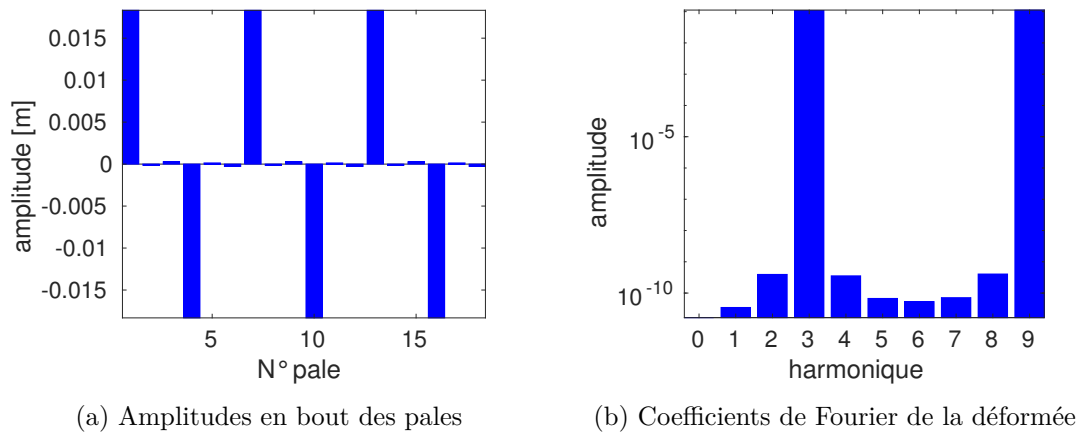 0.015
0.01
0.005
0
-0.005
-0.01
-0.015
amplitude [m]
5 10 15
N° pale
(a) Amplitudes en bout des pales
10⁻⁵
10⁻¹⁰
amplitude
0 1 2 3 4 5 6 7 8 9
harmonique
(b) Coefficients de Fourier de la déformée